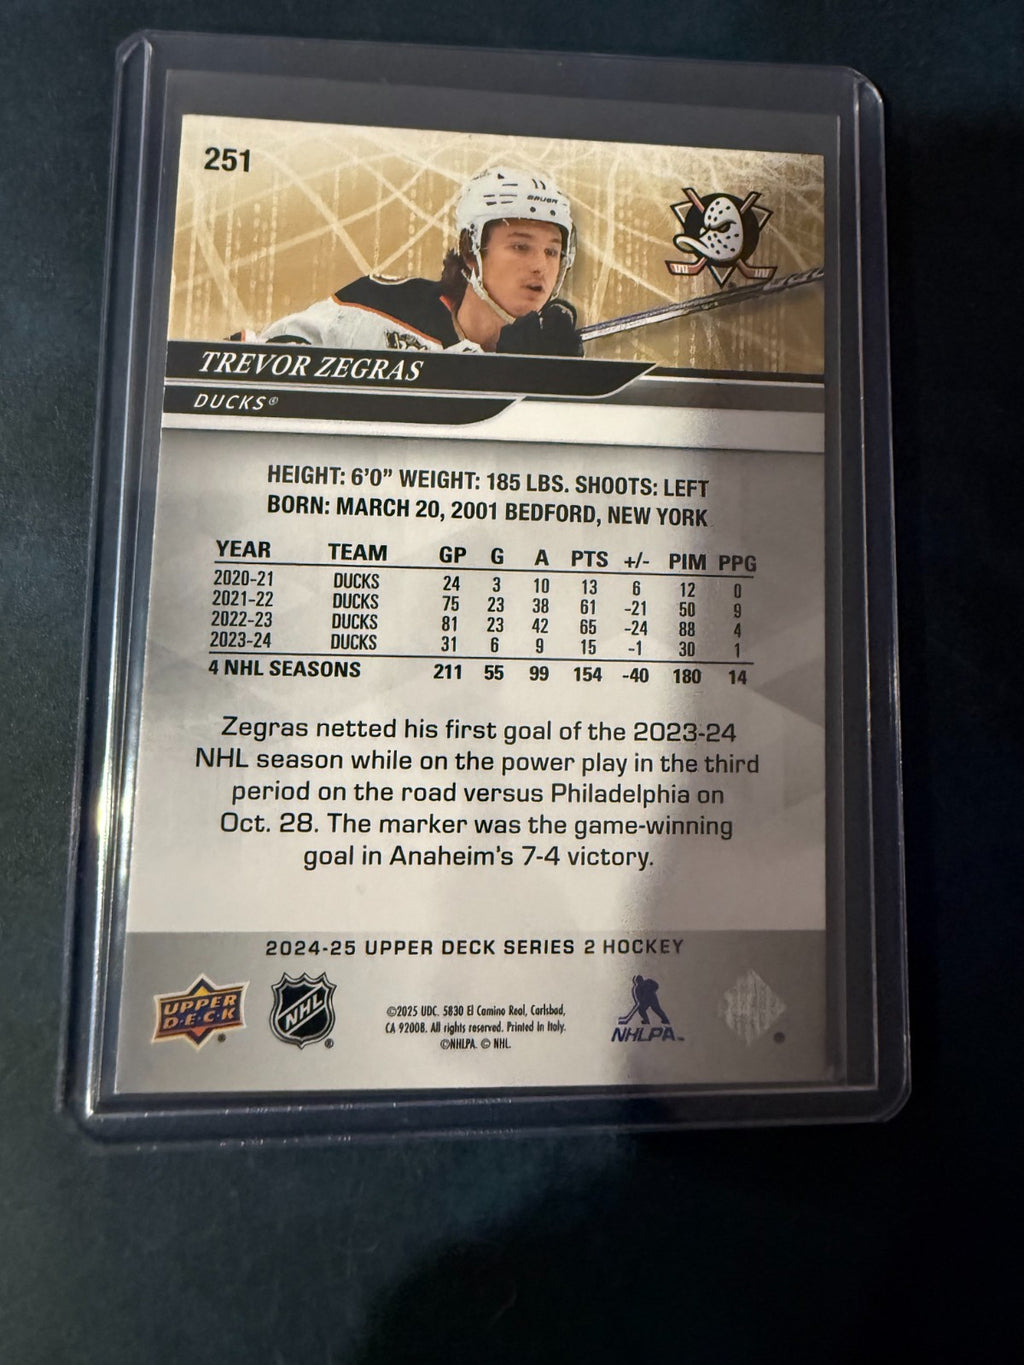 251
11
BAUER
TREVOR ZEGRAS
DUCKS®
HEIGHT: 6'0" WEIGHT: 185 LBS. SHOOTS: LEFT
BORN: MARCH 20, 2001 BEDFORD, NEW YORK
YEAR TEAM GP G A PTS +/- PIM PPG
2020-21 DUCKS 24 3 10 13 6 12 0
2021-22 DUCKS 75 23 38 61 -21 50 9
2022-23 DUCKS 81 23 42 65 -24 88 4
2023-24 DUCKS 31 6 9 15 -1 30 1
4 NHL SEASONS 211 55 99 154 -40 180 14
Zegras netted his first goal of the 2023-24
NHL season while on the power play in the third
period on the road versus Philadelphia on
Oct. 28. The marker was the game-winning
goal in Anaheim's 7-4 victory.
2024-25 UPPER DECK SERIES 2 HOCKEY
UPPER
D·E·C·K
®
NHL
®
©2025 UDC. 5830 El Camino Real, Carlsbad,
CA 92008. All rights reserved. Printed in Italy.
©NHLPA. © NHL.
NHLPA™